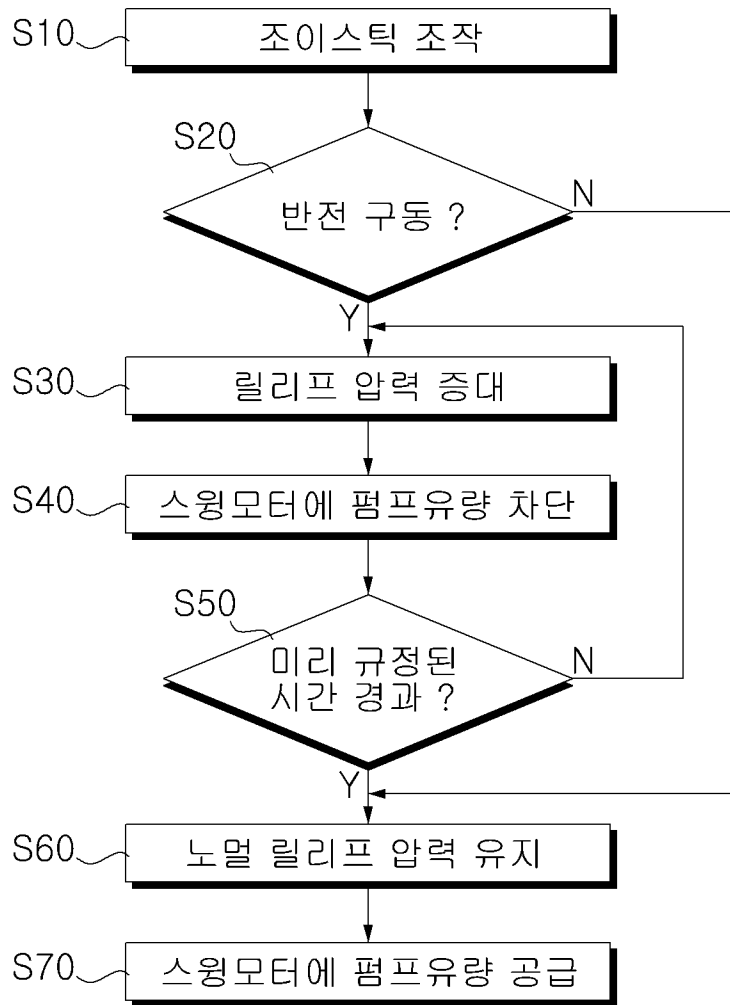 S10
조이스틱 조작
S20
반전 구동 ?
N
Y
S30
릴리프 압력 증대
S40
스윙모터에 펌프유량 차단
S50
미리 규정된
시간 경과 ?
N
Y
S60
노멀 릴리프 압력 유지
S70
스윙모터에 펌프유량 공급